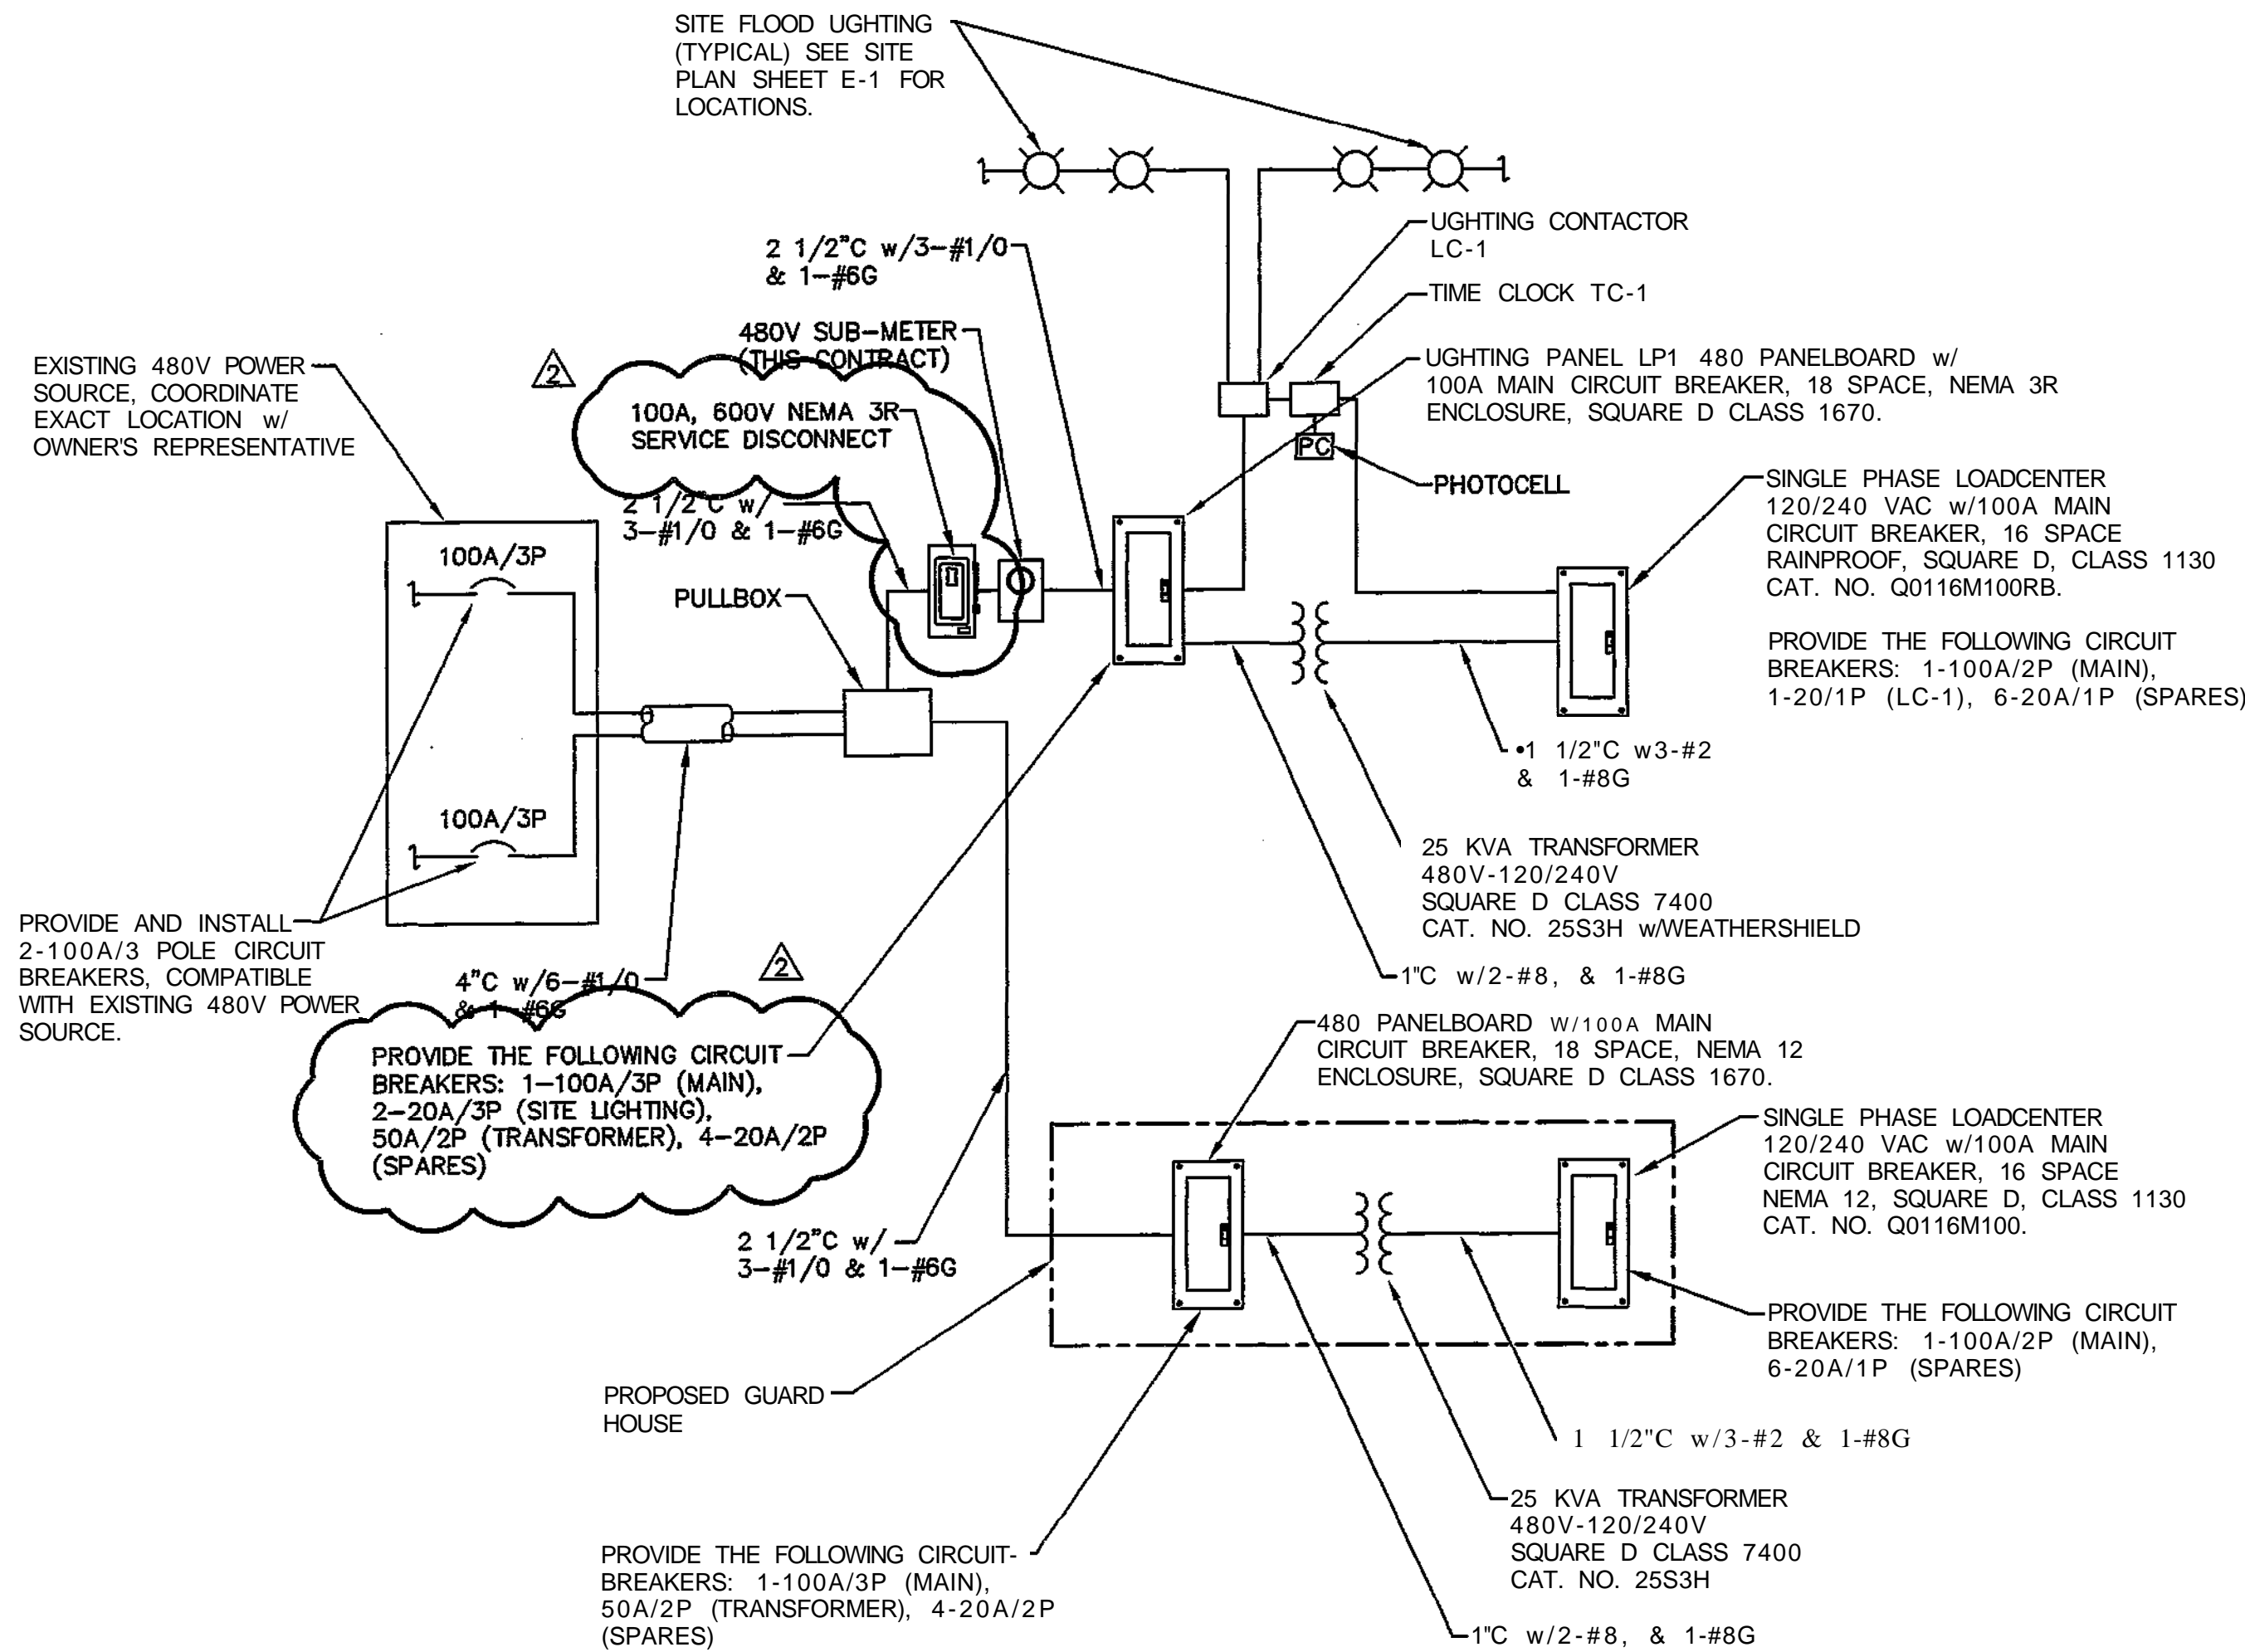 SITE FLOOD UGHTING
(TYPICAL) SEE SITE
PLAN SHEET E-1 FOR
LOCATIONS.
UGHTING CONTACTOR
LC-1
2 1/2"C w/3-#1/0
& 1-#6G
TIME CLOCK TC-1
480V SUB-METER
(THIS CONTRACT)
EXISTING 480V POWER
SOURCE, COORDINATE
EXACT LOCATION w/
OWNER'S REPRESENTATIVE
2
UGHTING PANEL LP1 480 PANELBOARD w/
100A MAIN CIRCUIT BREAKER, 18 SPACE, NEMA 3R
ENCLOSURE, SQUARE D CLASS 1670.
100A, 600V NEMA 3R
SERVICE DISCONNECT
PC
PHOTOCELL
2 1/2"C w/
3-#1/0 & 1-#6G
SINGLE PHASE LOADCENTER
120/240 VAC w/100A MAIN
CIRCUIT BREAKER, 16 SPACE
RAINPROOF, SQUARE D, CLASS 1130
CAT. NO. Q0116M100RB.
100A/3P
PULLBOX
PROVIDE THE FOLLOWING CIRCUIT
BREAKERS: 1-100A/2P (MAIN),
1-20/1P (LC-1), 6-20A/1P (SPARES)
•1 1/2"C w3-#2
& 1-#8G
100A/3P
25 KVA TRANSFORMER
480V-120/240V
SQUARE D CLASS 7400
CAT. NO. 25S3H w/WEATHERSHIELD
PROVIDE AND INSTALL
2-100A/3 POLE CIRCUIT
BREAKERS, COMPATIBLE
WITH EXISTING 480V POWER
SOURCE.
2
4"C w/6-#1/0
& 1-#6G
1"C w/2-#8, & 1-#8G
PROVIDE THE FOLLOWING CIRCUIT
BREAKERS: 1-100A/3P (MAIN),
2-20A/3P (SITE LIGHTING),
50A/2P (TRANSFORMER), 4-20A/2P
(SPARES)
480 PANELBOARD W/100A MAIN
CIRCUIT BREAKER, 18 SPACE, NEMA 12
ENCLOSURE, SQUARE D CLASS 1670.
SINGLE PHASE LOADCENTER
120/240 VAC w/100A MAIN
CIRCUIT BREAKER, 16 SPACE
NEMA 12, SQUARE D, CLASS 1130
CAT. NO. Q0116M100.
2 1/2"C w/
3-#1/0 & 1-#6G
PROVIDE THE FOLLOWING CIRCUIT
BREAKERS: 1-100A/2P (MAIN),
6-20A/1P (SPARES)
PROPOSED GUARD
HOUSE
1 1/2"C w/3-#2 & 1-#8G
25 KVA TRANSFORMER
480V-120/240V
SQUARE D CLASS 7400
CAT. NO. 25S3H
PROVIDE THE FOLLOWING CIRCUIT-
BREAKERS: 1-100A/3P (MAIN),
50A/2P (TRANSFORMER), 4-20A/2P
(SPARES)
1"C w/2-#8, & 1-#8G